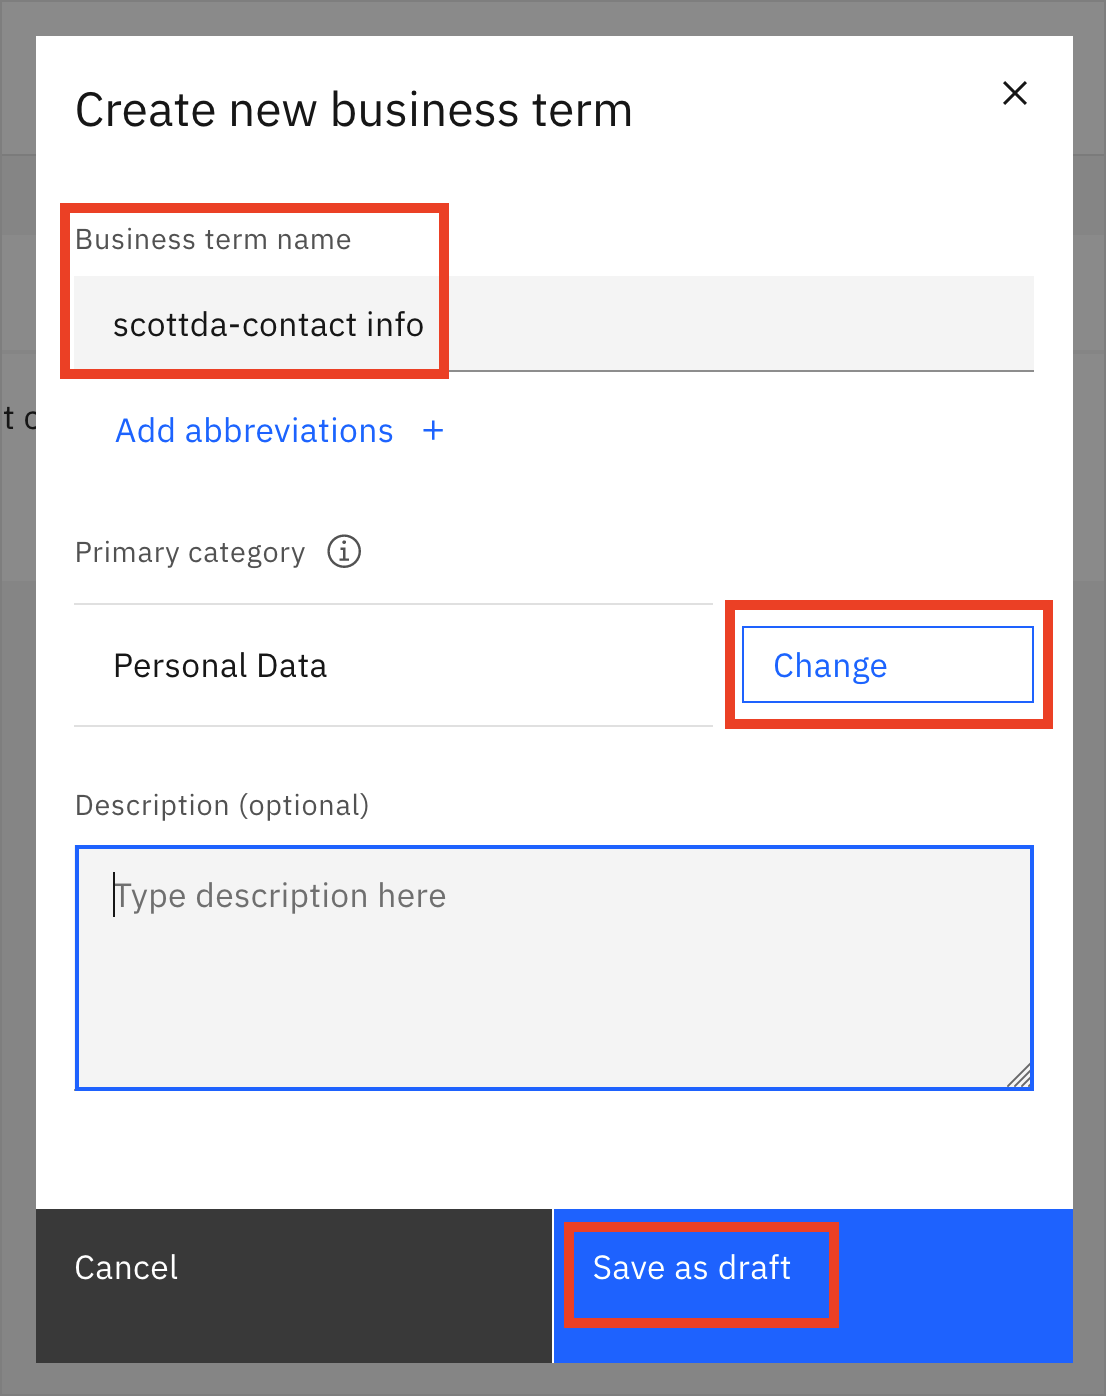 Create new business term
Business term name
scottda-contact info
Add abbreviations +
Primary category
Personal Data
Change
Description (optional)
Type description here
Cancel
Save as draft